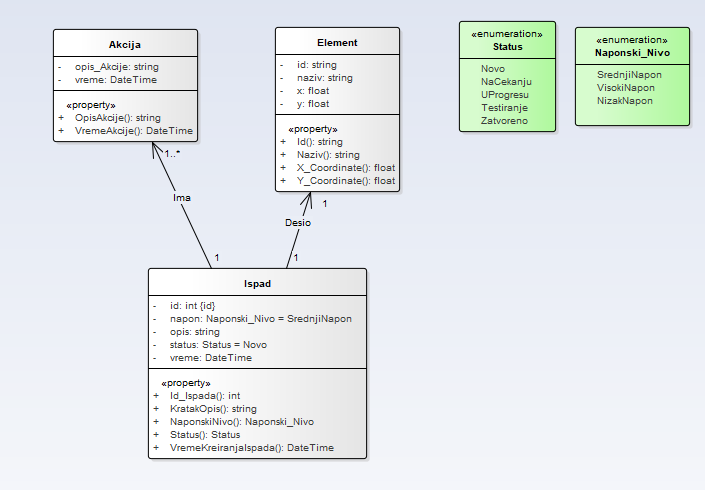 Akcija
- opis_Akcije: string
- vreme: DateTime
«property»
+ OpisAkcije(): string
+ VremeAkcije(): DateTime
Element
- id: string
- naziv: string
- x: float
- y: float
«property»
+ Id(): string
+ Naziv(): string
+ X_Coordinate(): float
+ Y_Coordinate(): float
«enumeration»
Status
Novo
NaCekanju
UProgresu
Testiranje
Zatvoreno
«enumeration»
Naponski_Nivo
SrednjiNapon
VisokiNapon
NizakNapon
1..*
Ima
1
1
Desio
1
Ispad
- id: int {id}
- napon: Naponski_Nivo = SrednjiNapon
- opis: string
- status: Status = Novo
- vreme: DateTime
«property»
+ Id_Ispada(): int
+ KratakOpis(): string
+ NaponskiNivo(): Naponski_Nivo
+ Status(): Status
+ VremeKreiranjaIspada(): DateTime